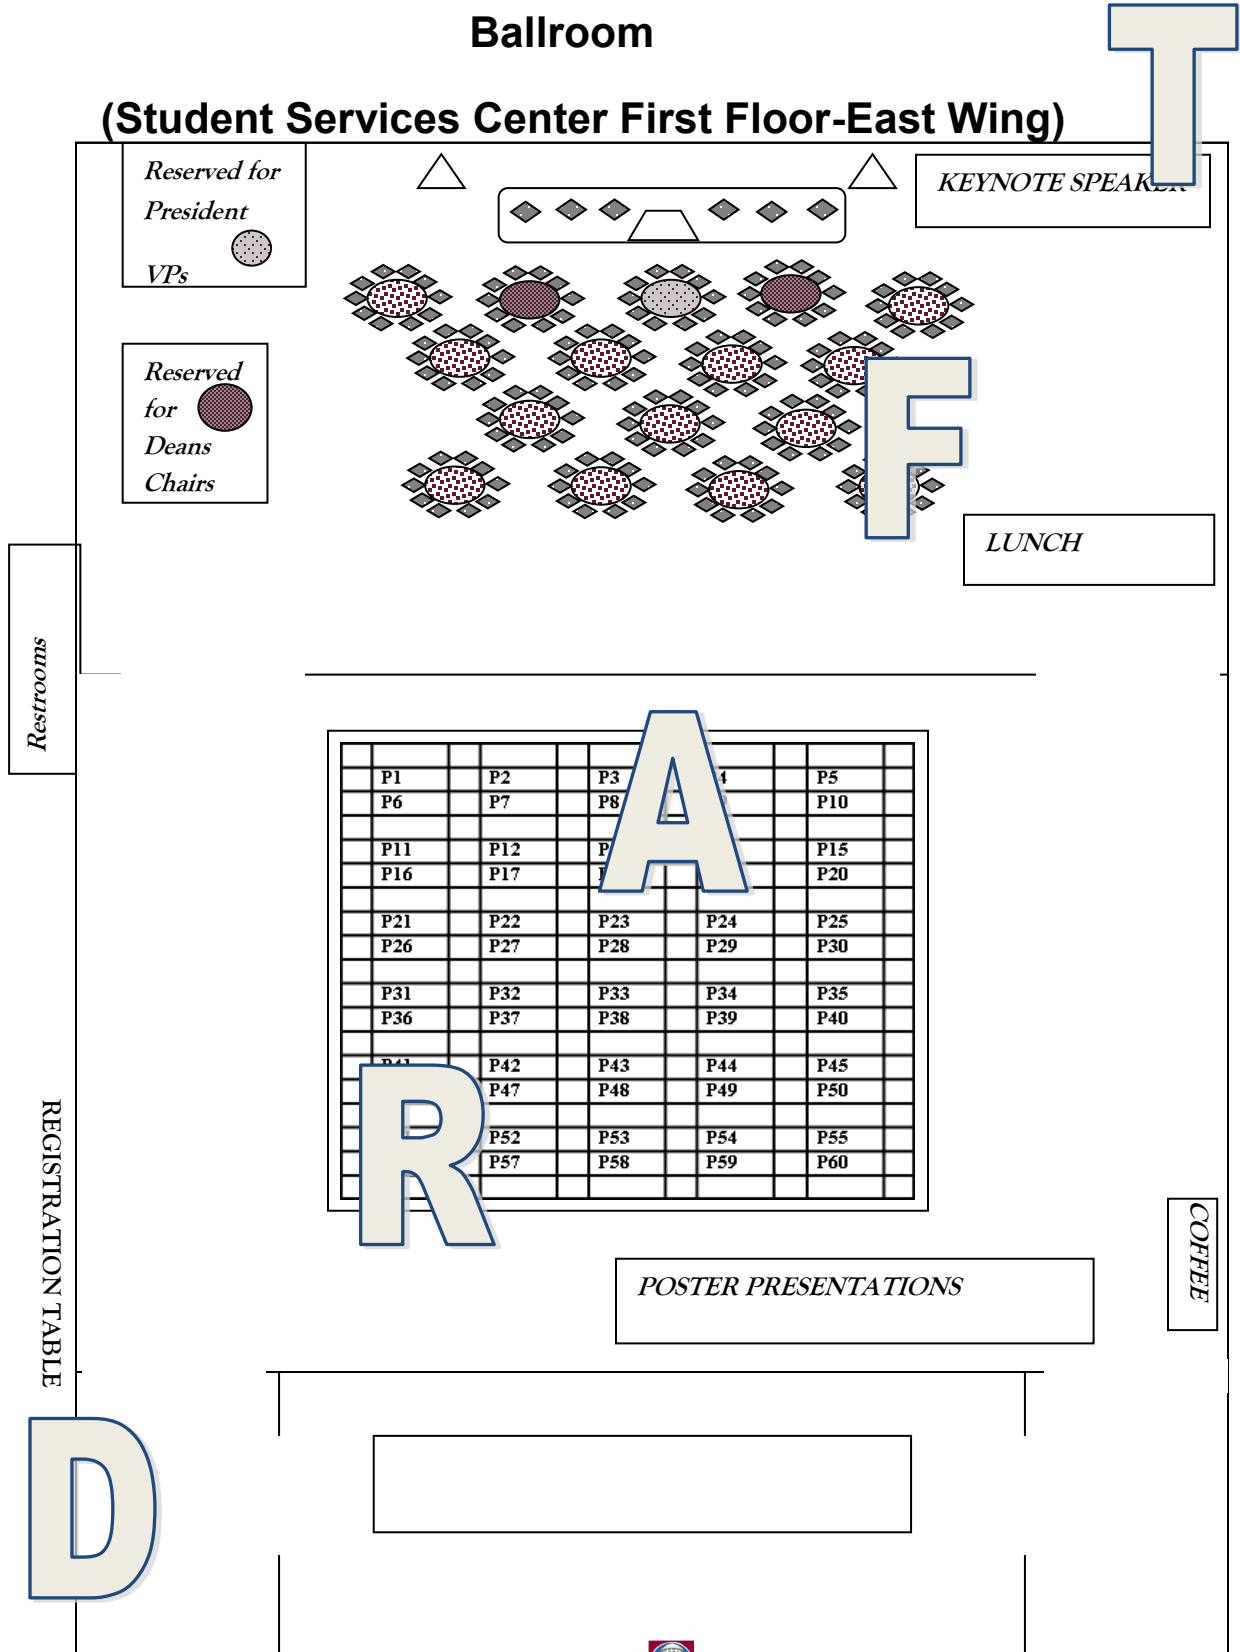 Ballroom
(Student Services Center First Floor-East Wing)
Reserved for
President
VPs
KEYNOTE SPEAKER
Reserved
for
Deans
Chairs
LUNCH
Restrooms
P1 P2 P3 P5
P6 P7 P8 P10
P11 P12 P15
P16 P17 P20
P21 P22 P23 P24 P25
P26 P27 P28 P29 P30
P31 P32 P33 P34 P35
P36 P37 P38 P39 P40
P41 P42 P43 P44 P45
P47 P48 P49 P50
P52 P53 P54 P55
P57 P58 P59 P60
REGISTRATION TABLE
COFFEE
POSTER PRESENTATIONS
D
R
A
F
T